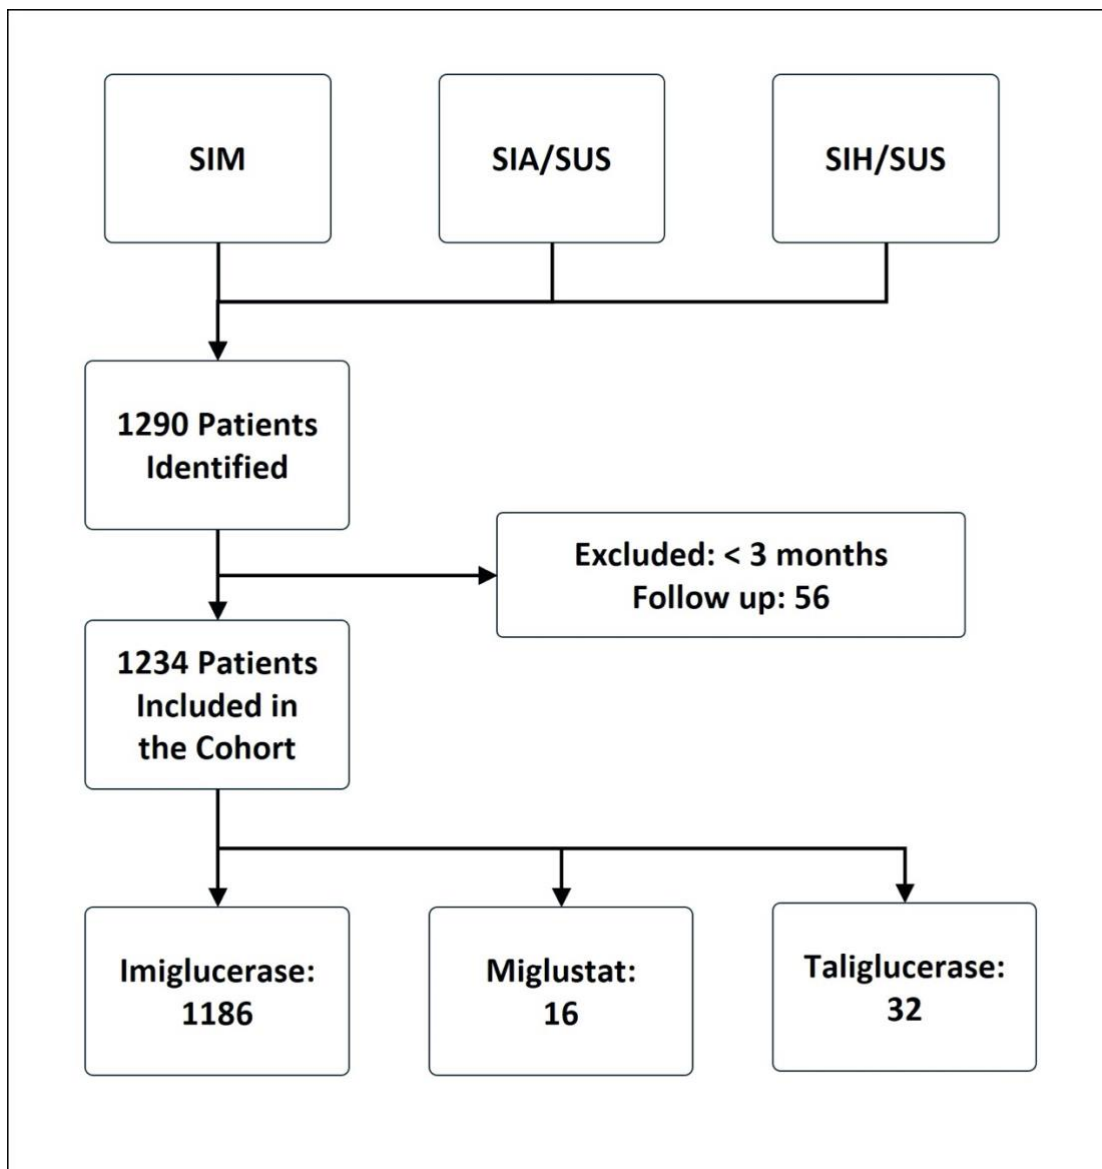 SIM
SIA/SUS
SIH/SUS
1290 Patients
Identified
Excluded: < 3 months
Follow up: 56
1234 Patients
Included in
the Cohort
Imiglucerase:
1186
Miglustat:
16
Taliglucerase:
32